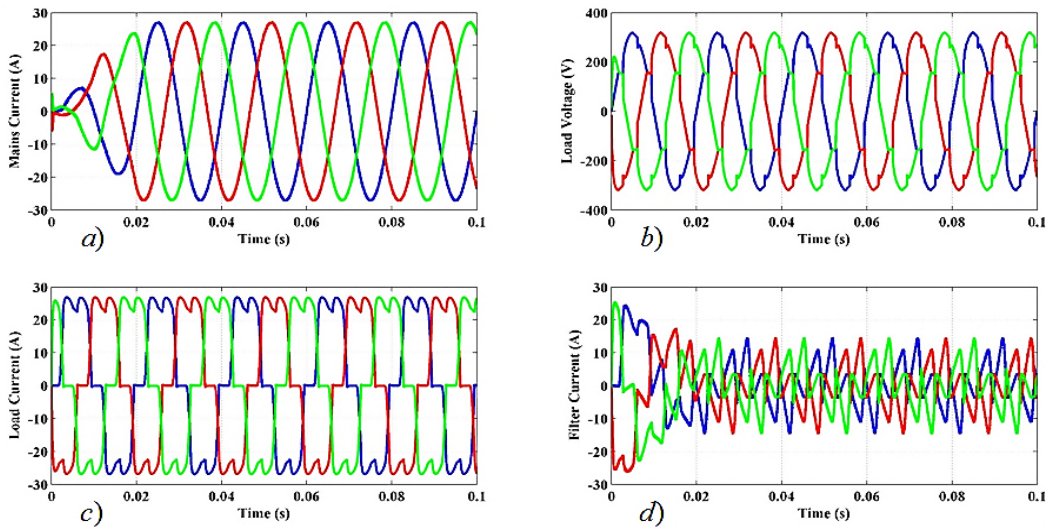 30
20
10
0
-10
-20
-30
Mains Current (A)
0 0.02 0.04 0.06 0.08 0.1
Time (s)
a)
400
200
0
-200
-400
Load Voltage (V)
0 0.02 0.04 0.06 0.08 0.1
Time (s)
b)
30
20
10
0
-10
-20
-30
Load Current (A)
0 0.02 0.04 0.06 0.08 0.1
Time (s)
c)
30
20
10
0
-10
-20
-30
Filter Current (A)
0 0.02 0.04 0.06 0.08 0.1
Time (s)
d)